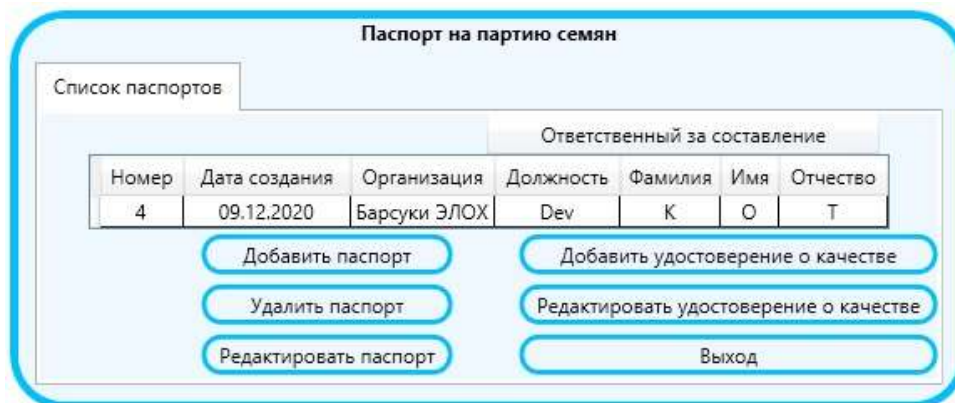 Паспорт на партию семян
Список паспортов
Ответственный за составление
Номер Дата создания Организация Должность Фамилия Имя Отчество
4 09.12.2020 Барсуки ЭЛОХ Dev К О Т
Добавить паспорт Добавить удостоверение о качестве
Удалить паспорт Редактировать удостоверение о качестве
Редактировать паспорт Выход